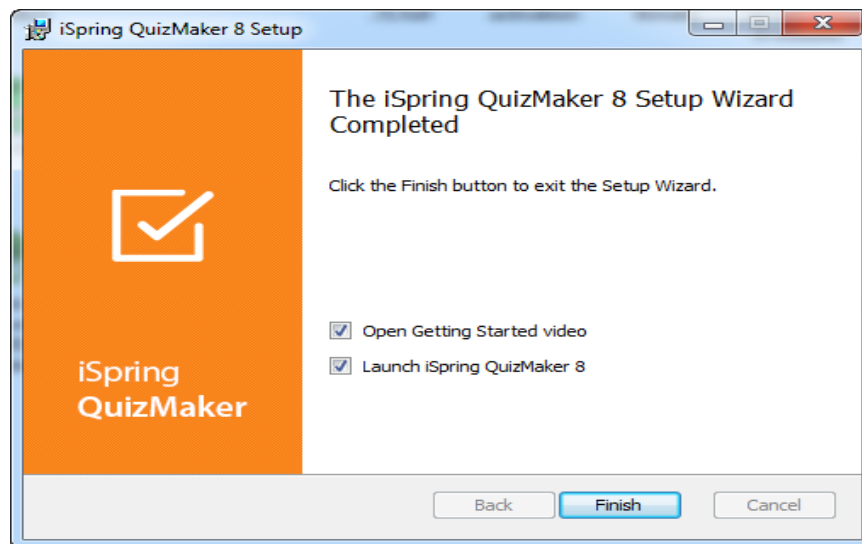 iSpring QuizMaker 8 Setup
The iSpring QuizMaker 8 Setup Wizard
Completed
Click the Finish button to exit the Setup Wizard.
Open Getting Started video
Launch iSpring QuizMaker 8
iSpring
QuizMaker
Back Finish Cancel